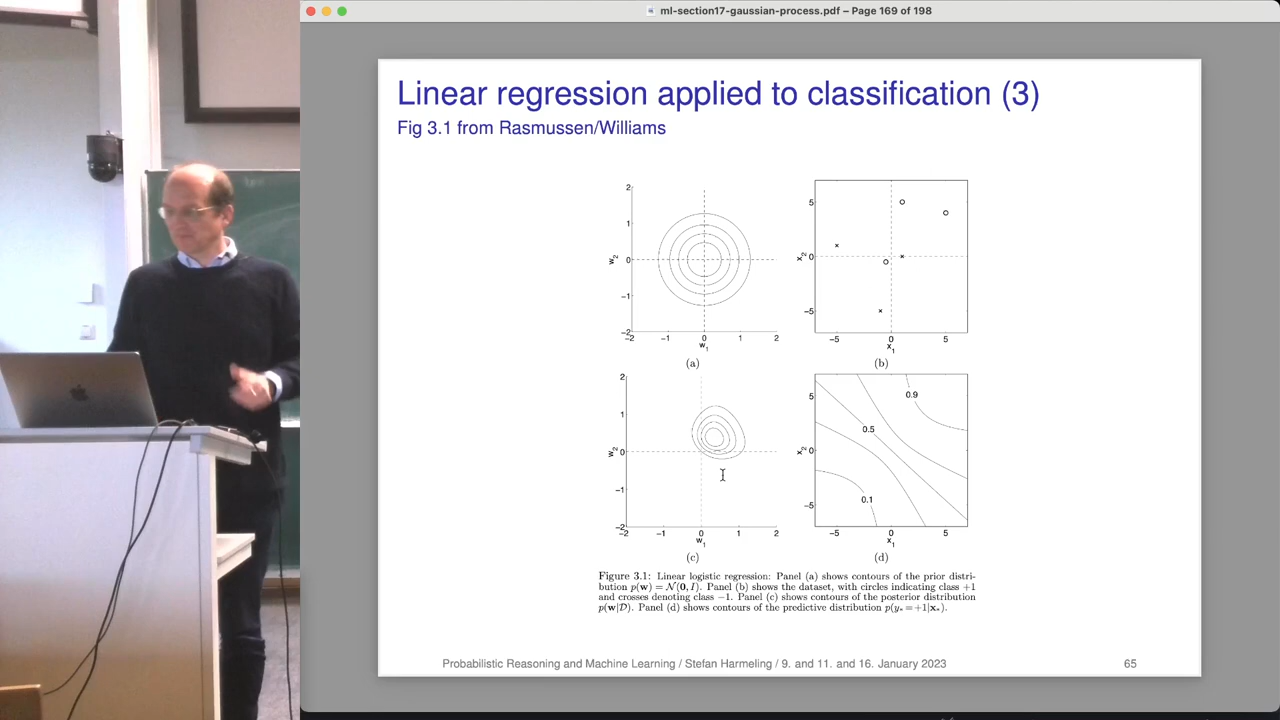 ml-section17-gaussian-process.pdf – Page 169 of 198
Linear regression applied to classification (3)
Fig 3.1 from Rasmussen/Williams
2
1
0
−1
−2
w₂
−2 −1 0 1 2
w₁
(a)
5
0
−5
x₂
−5 0 5
x₁
(b)
2
1
0
−1
−2
w₂
−2 −1 0 1 2
w₁
(c)
5
0
−5
x₂
0.9
0.5
0.1
−5 0 5
x₁
(d)
Figure 3.1: Linear logistic regression: Panel (a) shows contours of the prior distri-
bution p(w) = N(0, I). Panel (b) shows the dataset, with circles indicating class +1
and crosses denoting class −1. Panel (c) shows contours of the posterior distribution
p(w|D). Panel (d) shows contours of the predictive distribution p(y*=+1|x*).
Probabilistic Reasoning and Machine Learning / Stefan Harmeling / 9. and 11. and 16. January 2023
65